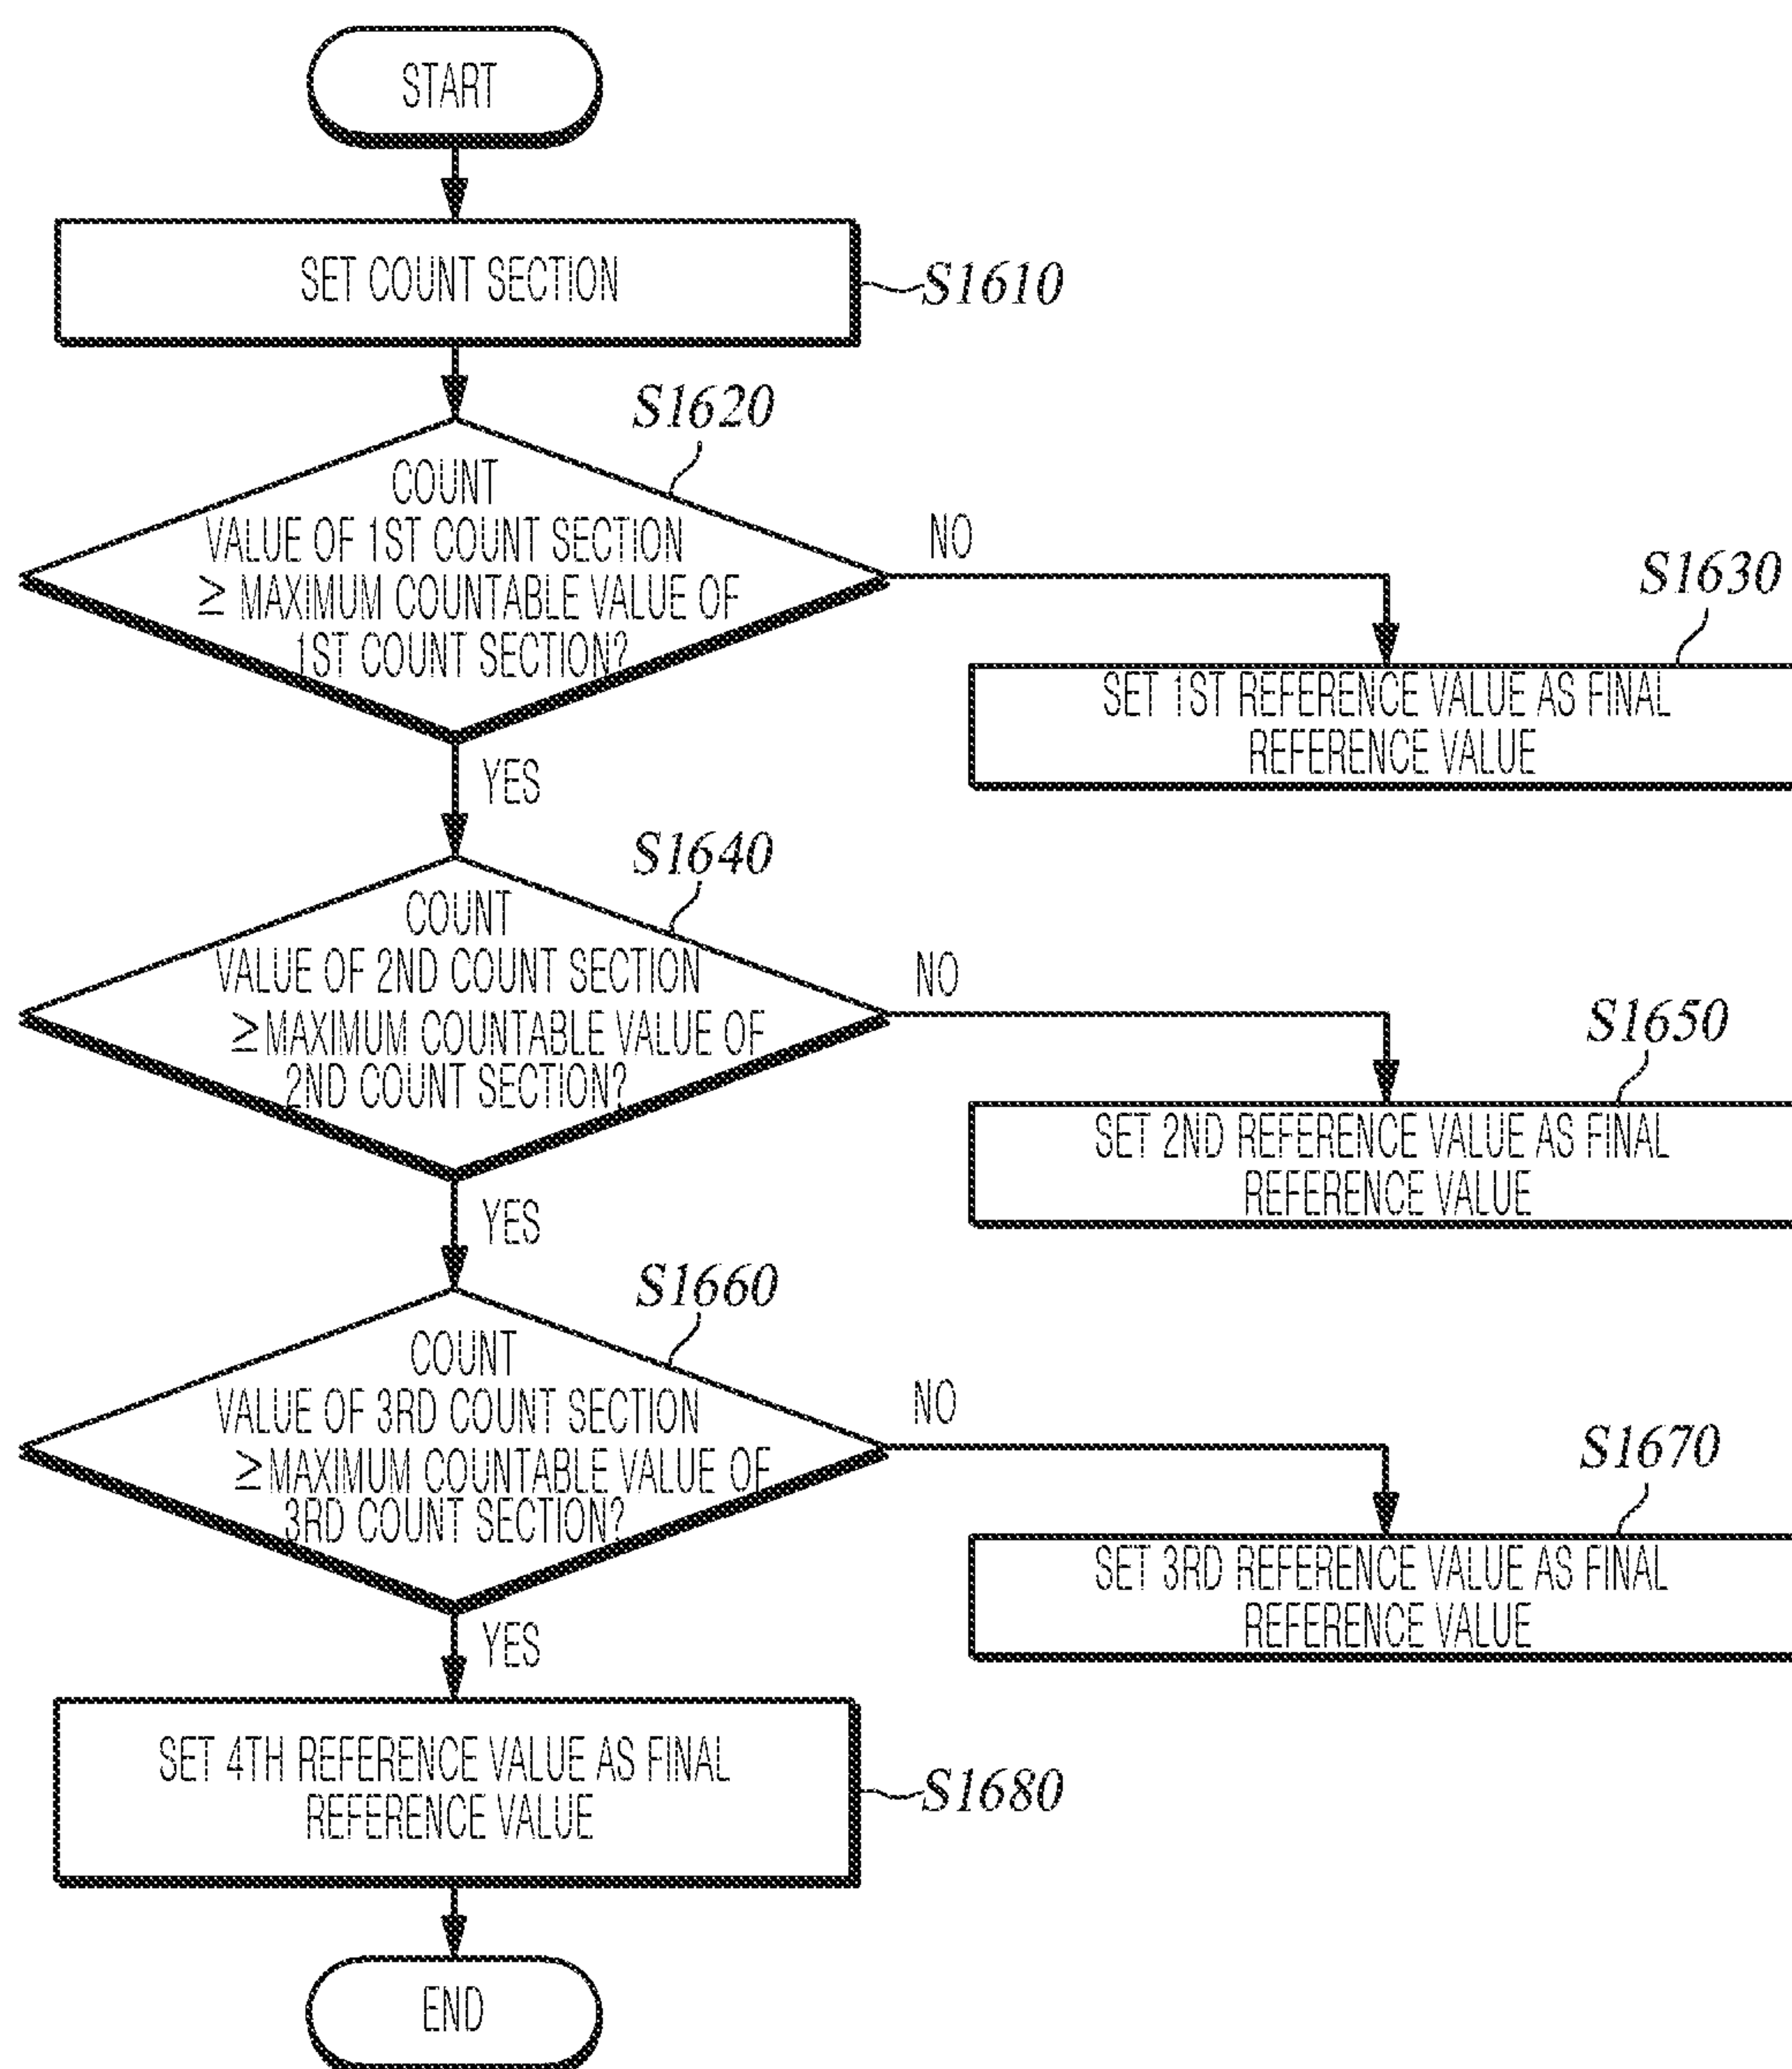 START
SET COUNT SECTION
S1610
S1620
COUNT
VALUE OF 1ST COUNT SECTION
≥ MAXIMUM COUNTABLE VALUE OF
1ST COUNT SECTION?
NO
S1630
SET 1ST REFERENCE VALUE AS FINAL
REFERENCE VALUE
YES
S1640
COUNT
VALUE OF 2ND COUNT SECTION
≥ MAXIMUM COUNTABLE VALUE OF
2ND COUNT SECTION?
NO
S1650
SET 2ND REFERENCE VALUE AS FINAL
REFERENCE VALUE
YES
S1660
COUNT
VALUE OF 3RD COUNT SECTION
≥ MAXIMUM COUNTABLE VALUE OF
3RD COUNT SECTION?
NO
S1670
SET 3RD REFERENCE VALUE AS FINAL
REFERENCE VALUE
YES
SET 4TH REFERENCE VALUE AS FINAL
REFERENCE VALUE
S1680
END